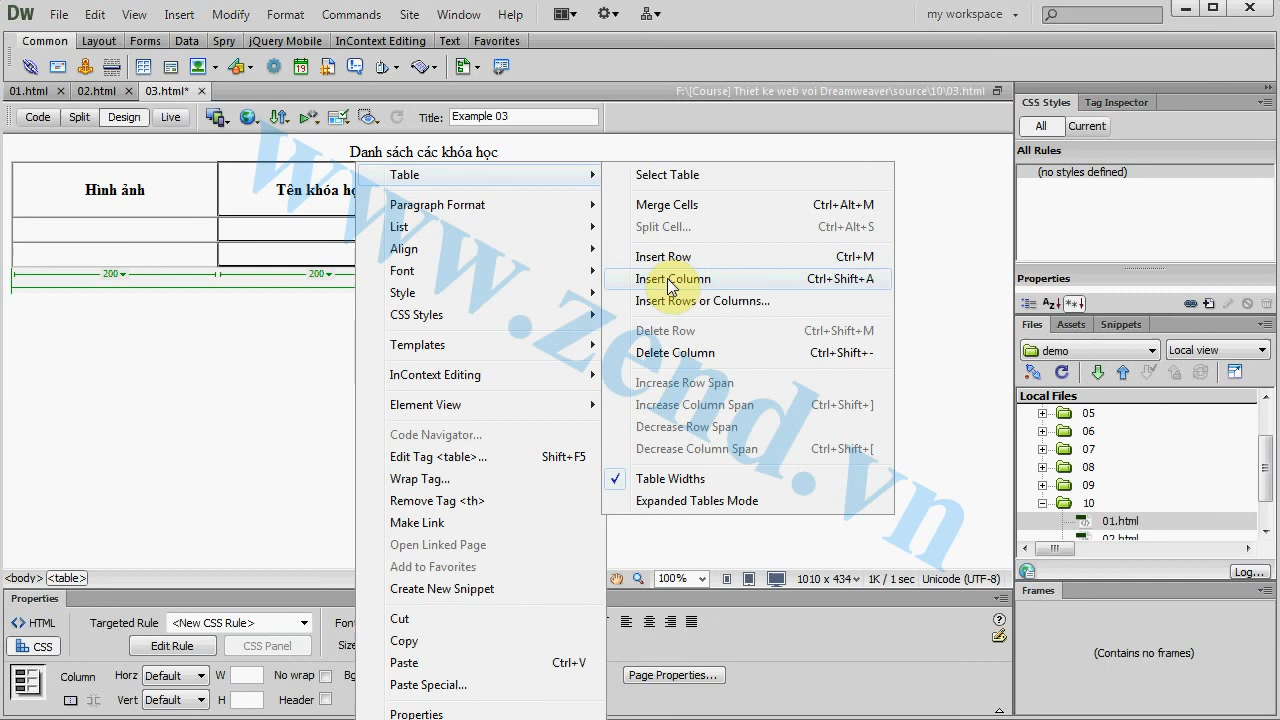 Dw File Edit View Insert Modify Format Commands Site Window Help my workspace
Common Layout Forms Data Spry jQuery Mobile InContext Editing Text Favorites
01.html 02.html 03.html* F:\[Course] Thiet ke web voi Dreamweaver\source\10\03.html
Code Split Design Live Title: Example 03
Danh sách các khóa học
Hình ảnh Tên khóa họ
200 200
Table
Paragraph Format
List
Align
Font
Style
CSS Styles
Templates
InContext Editing
Element View
Code Navigator...
Edit Tag <table>... Shift+F5
Wrap Tag...
Remove Tag <th>
Make Link
Open Linked Page
Add to Favorites
Create New Snippet
Cut
Copy
Paste Ctrl+V
Paste Special...
Properties
Select Table
Merge Cells Ctrl+Alt+M
Split Cell... Ctrl+Alt+S
Insert Row Ctrl+M
Insert Column Ctrl+Shift+A
Insert Rows or Columns...
Delete Row Ctrl+Shift+M
Delete Column Ctrl+Shift+-
Increase Row Span
Increase Column Span Ctrl+Shift+]
Decrease Row Span
Decrease Column Span Ctrl+Shift+[
Table Widths
Expanded Tables Mode
www.zend.vn
CSS Styles Tag Inspector
All Current
All Rules
(no styles defined)
Properties
Az↓
Files Assets Snippets
demo Local view
Local Files
05
06
07
08
09
10
01.html
02.html
Log...
Frames
(Contains no frames)
<body> <table> 100% 1010 x 434 1K / 1 sec Unicode (UTF-8)
Properties
<> HTML Targeted Rule <New CSS Rule> Fon
CSS Edit Rule CSS Panel Size
Column Horz Default W No wrap Bg
Vert Default H Header
Page Properties...